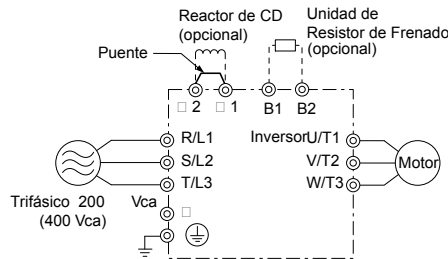 Reactor de CD
(opcional)
Unidad de
Resistor de Frenado
(opcional)
Puente
□ 2
□ 1
B1
B2
R/L1
Inversor
U/T1
S/L2
V/T2
Motor
T/L3
W/T3
Trifásico 200
Vca
(400 Vca)
□